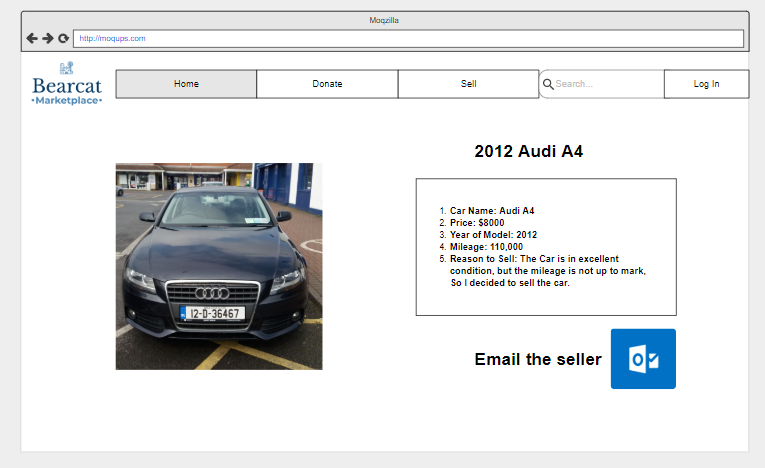 Moqzilla
http://moqups.com
Bearcat
•Marketplace•
Home
Donate
Sell
Search...
Log In
2012 Audi A4
12-D-36467
1. Car Name: Audi A4
2. Price: $8000
3. Year of Model: 2012
4. Mileage: 110,000
5. Reason to Sell: The Car is in excellent
condition, but the mileage is not up to mark,
So I decided to sell the car.
Email the seller
O